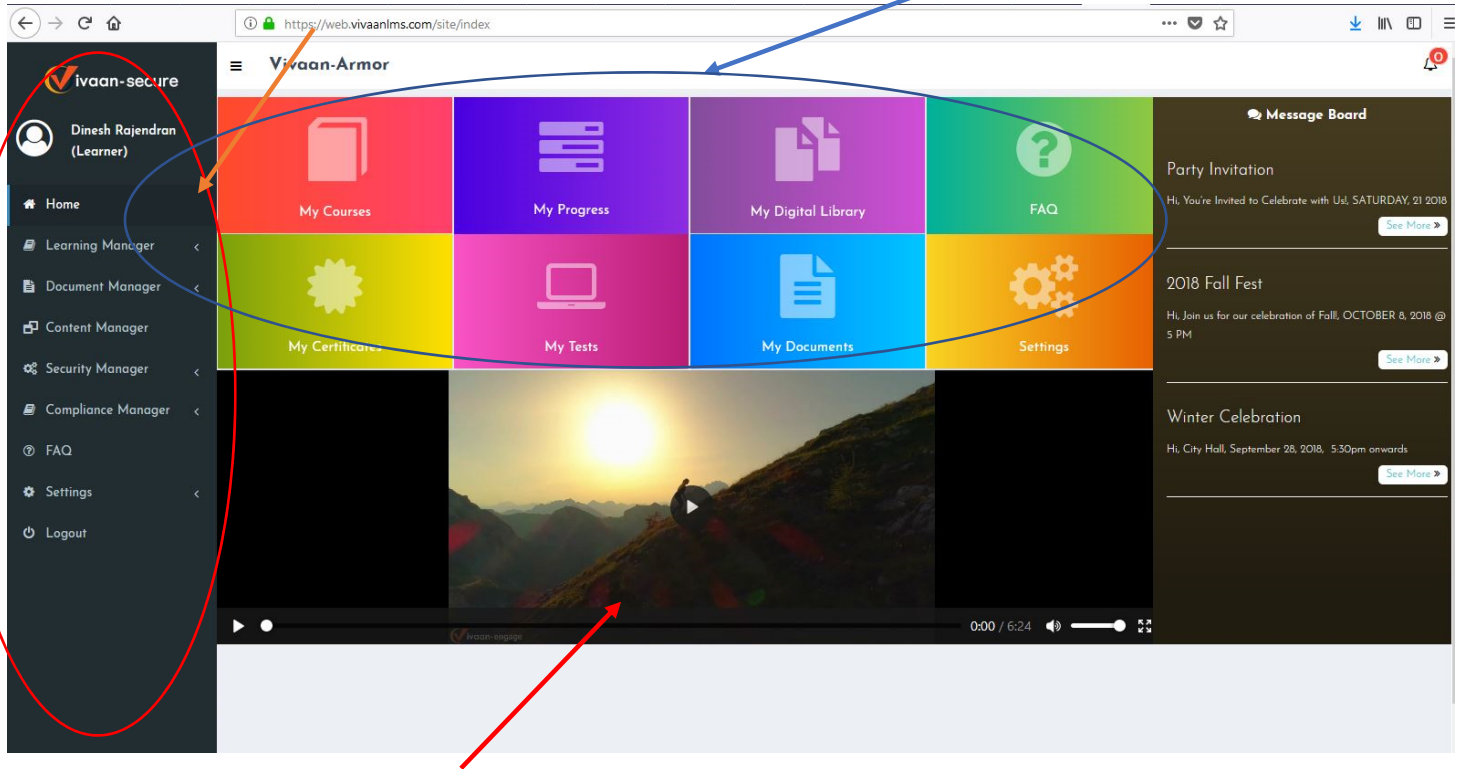 https://web.vivaanlms.com/site/index
ivaan-secure
Vivaan-Armor
0
Dinesh Rajendran
(Learner)
Home
Learning Manager
Document Manager
Content Manager
Security Manager
Compliance Manager
FAQ
Settings
Logout
My Courses
My Progress
My Digital Library
FAQ
My Certificates
My Tests
My Documents
Settings
0:00 / 6:24
ivaan-engage
Message Board
Party Invitation
Hi, You're Invited to Celebrate with Us!, SATURDAY, 21 2018
See More »
2018 Fall Fest
Hi, Join us for our celebration of Falll, OCTOBER 8, 2018 @
5 PM
See More »
Winter Celebration
Hi, City Hall, September 28, 2018, 5:30pm onwards
See More »